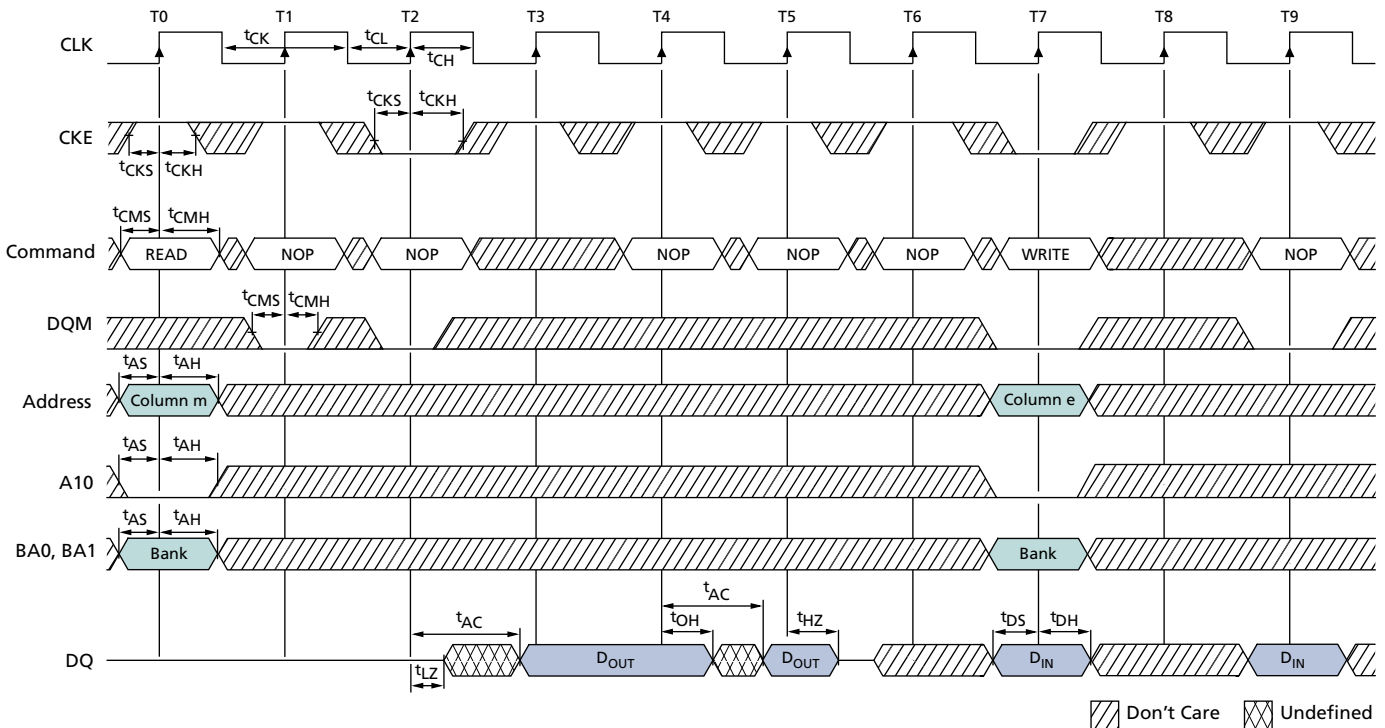 T0 T1 T2 T3 T4 T5 T6 T7 T8 T9
CLK
tCK tCL
tCH
tCKS tCKH
CKE
tCKS tCKH
tCMS tCMH
Command READ NOP NOP NOP NOP NOP WRITE NOP
tCMS tCMH
DQM
tAS tAH
Address Column m Column e
tAS tAH
A10
tAS tAH
BA0, BA1 Bank Bank
tAC
tAC tOH tHZ tDS tDH
DQ DOUT DOUT DIN DIN
tLZ
Don't Care Undefined